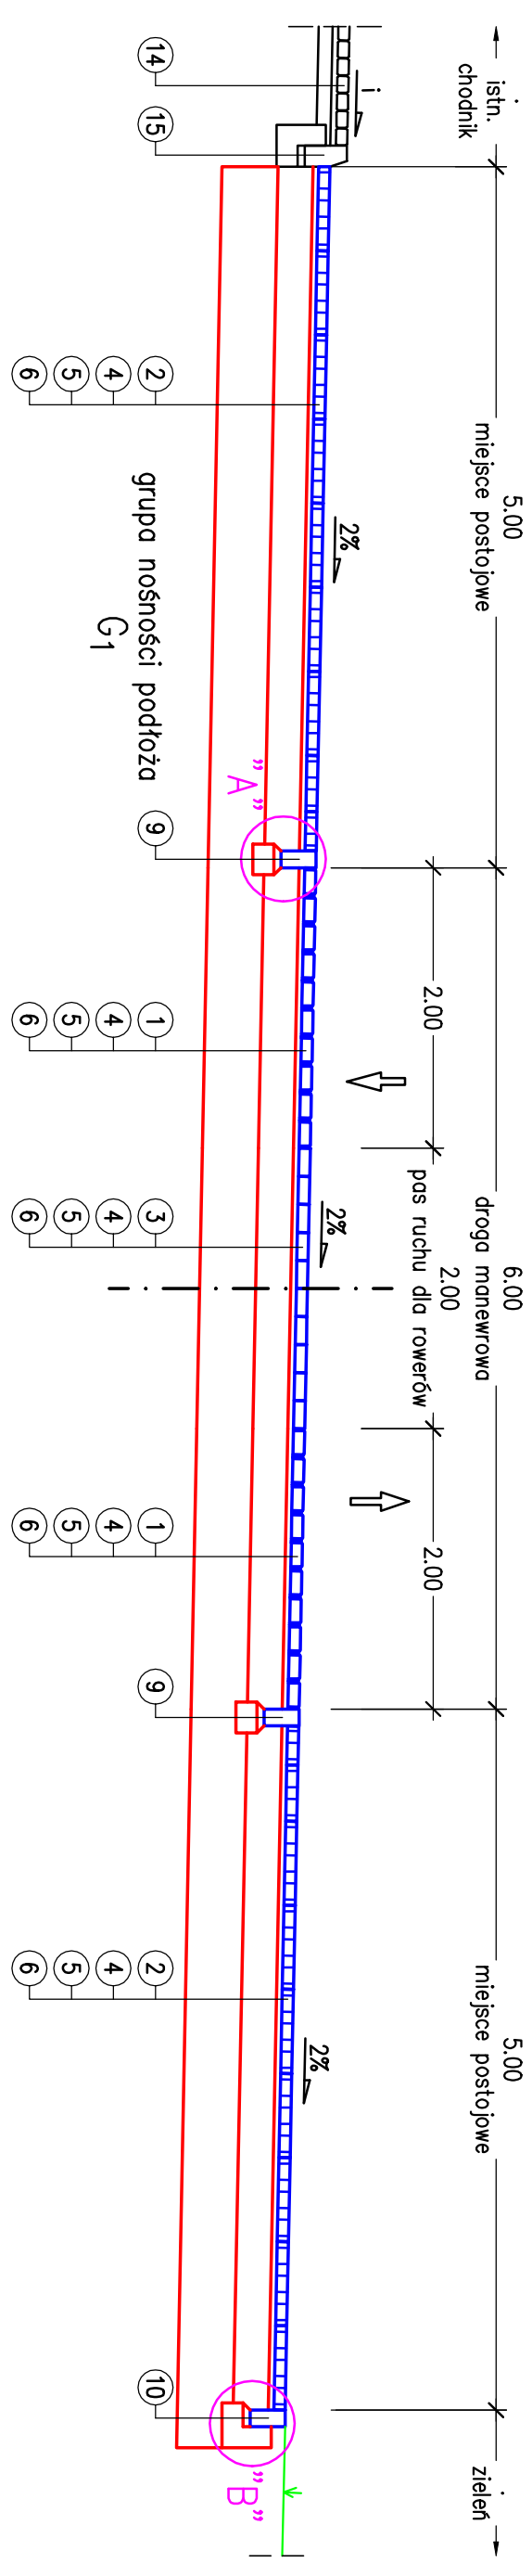 istn.
chodnik
5.00
miejsce postojowe
6.00
droga manewrowa
5.00
miejsce postojowe
zieleń
2.00
pas ruchu dla rowerów
2.00
2.00
i
2%
2%
2%
"A"
"B"
14
15
2
4
5
6
grupa nośności podłoża
G1
9
1
4
5
6
3
4
5
6
1
4
5
6
9
2
4
5
6
10